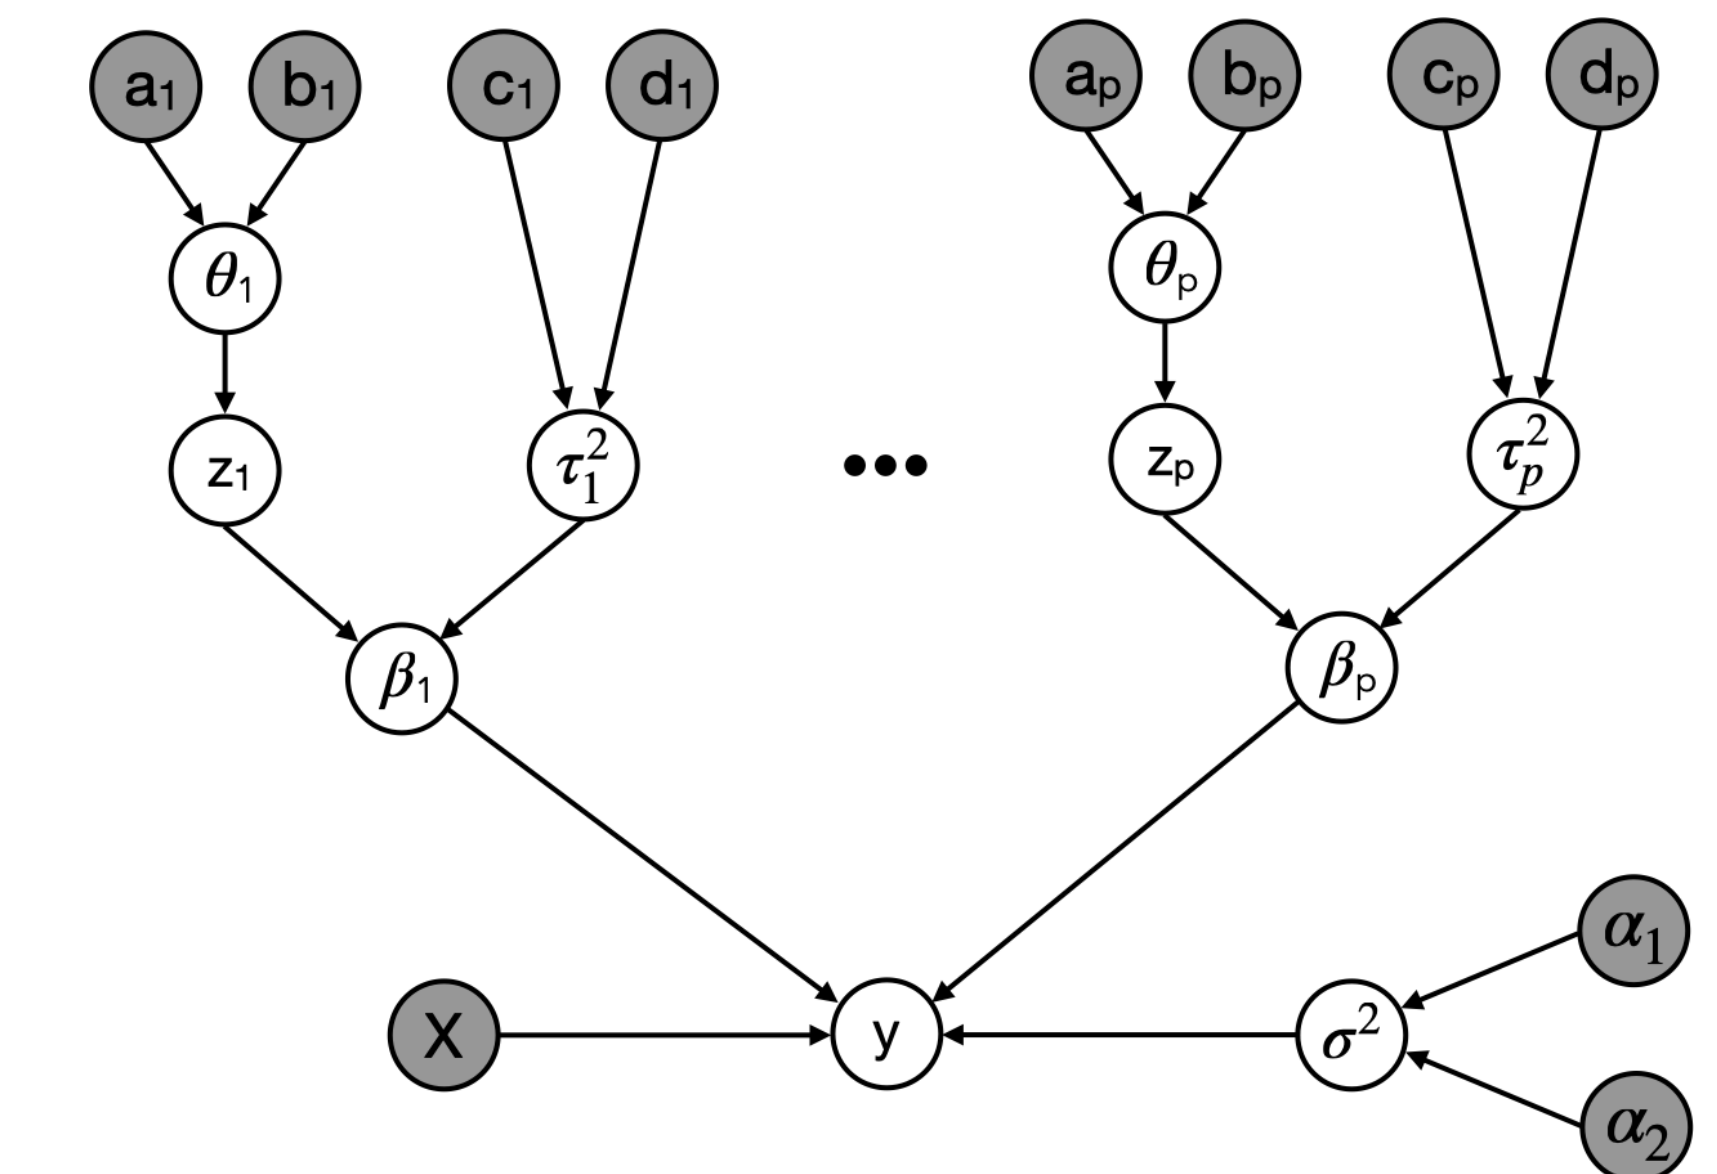 a₁ b₁ c₁ d₁ aₚ bₚ cₚ dₚ
θ₁ θₚ
z₁ τ₁² ••• zₚ τₚ²
β₁ βₚ
α₁
X y σ²
α₂